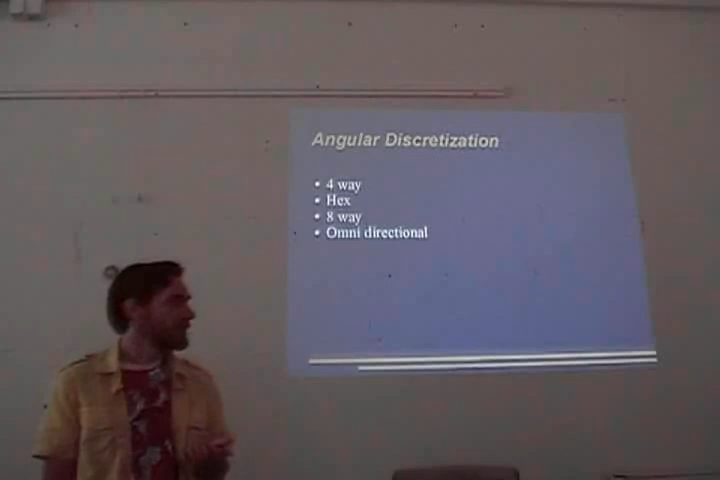 Angular Discretization
• 4 way
• Hex
• 8 way
• Omni directional